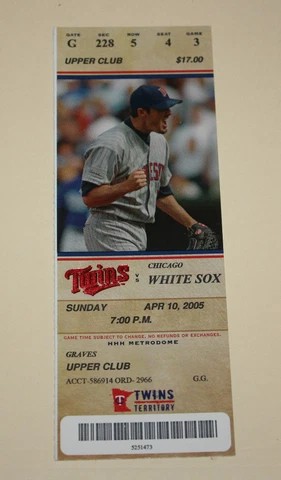 GATE SEC ROW SEAT GAME
G 228 5 4 3
UPPER CLUB $17.00
Twins VS CHICAGO WHITE SOX
SUNDAY APR 10, 2005
7:00 P.M.
GAME TIME SUBJECT TO CHANGE. NO REFUNDS OR EXCHANGES.
HHH METRODOME
GRAVES
UPPER CLUB
ACCT-586914 ORD- 2966 G.G.
TWINS
TERRITORY
5251473